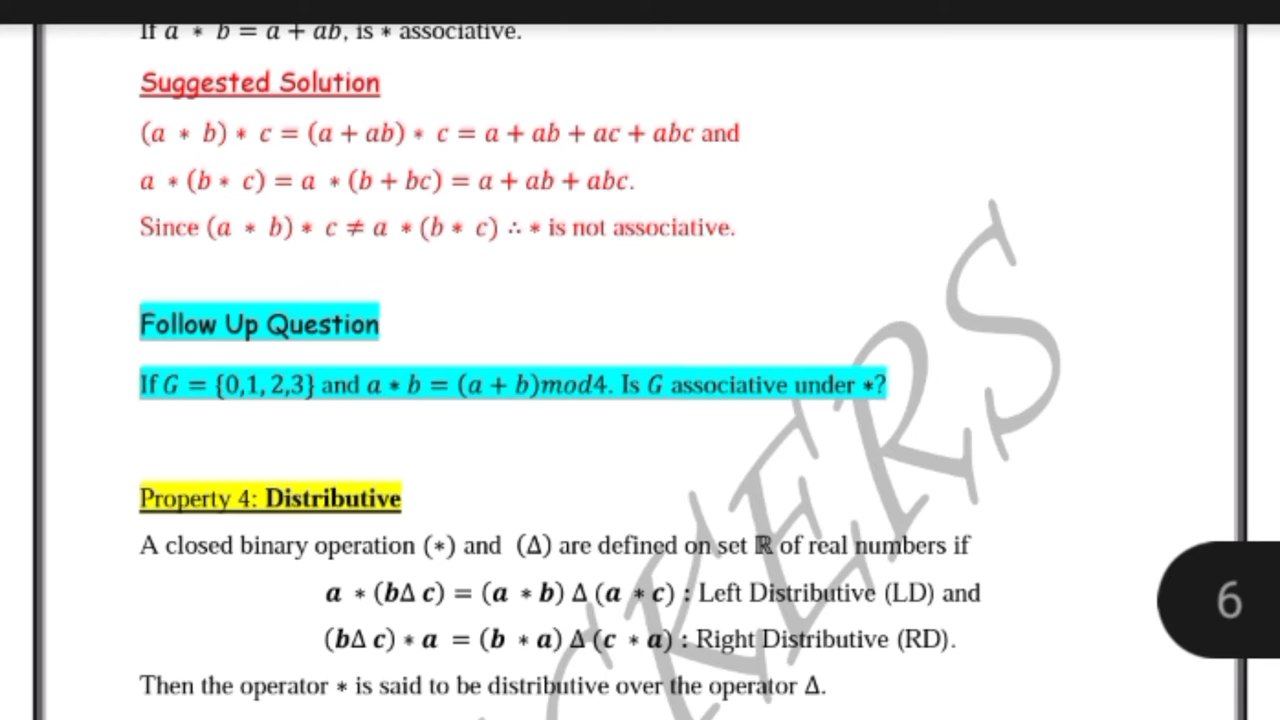 If a * b = a + ab, is * associative.
Suggested Solution
(a * b) * c = (a + ab) * c = a + ab + ac + abc and
a * (b * c) = a * (b + bc) = a + ab + abc.
Since (a * b) * c ≠ a * (b * c) ∴ * is not associative.
Follow Up Question
If G = {0,1, 2,3} and a * b = (a + b)mod4. Is G associative under *?
Property 4: Distributive
A closed binary operation (*) and (Δ) are defined on set ℝ of real numbers if
a * (bΔ c) = (a * b) Δ (a * c) : Left Distributive (LD) and
(bΔ c) * a = (b * a) Δ (c * a) : Right Distributive (RD).
Then the operator * is said to be distributive over the operator Δ.
6
CKERS